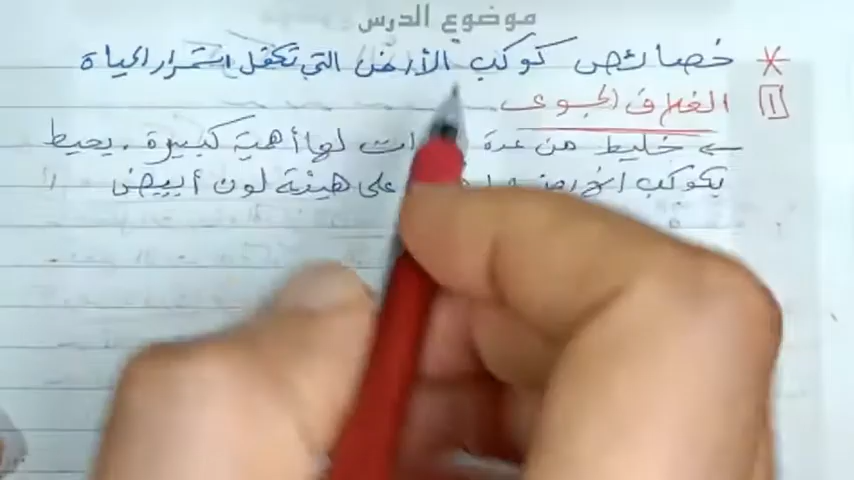 موضوع الدرس
* خصائص كوكب الأرض التي تكفل استمرار الحياة
1 الغلاف الجوى
← خليط من عدة ات لها أهمية كبيرة . يحيط
بكوكب الأرض على هيئة لون أبيض